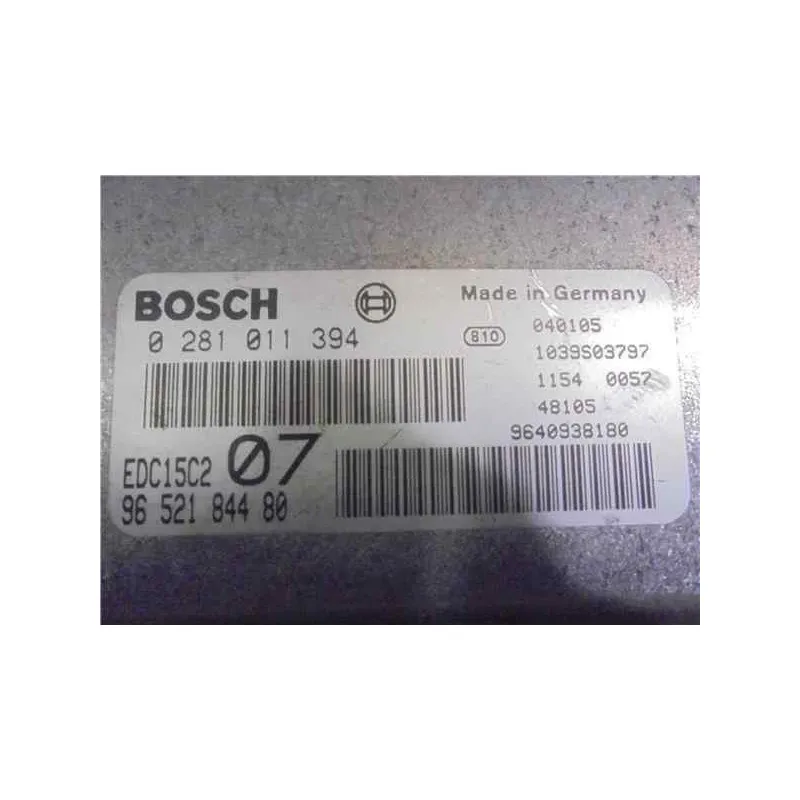 BOSCH
Made in Germany
0 281 011 394
810
040105
1039S03797
1154 0057
48105
9640938180
EDC15C2 07
96 521 844 80